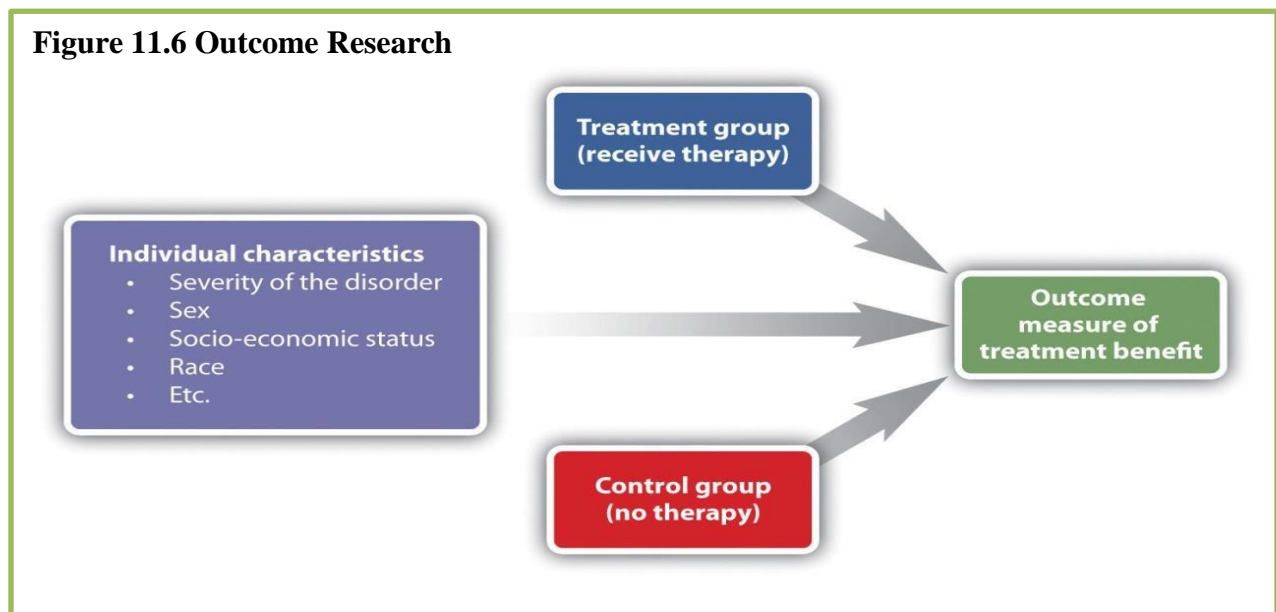 Figure 11.6 Outcome Research
Treatment group
(receive therapy)
Individual characteristics
• Severity of the disorder
• Sex
• Socio-economic status
• Race
• Etc.
Outcome
measure of
treatment benefit
Control group
(no therapy)